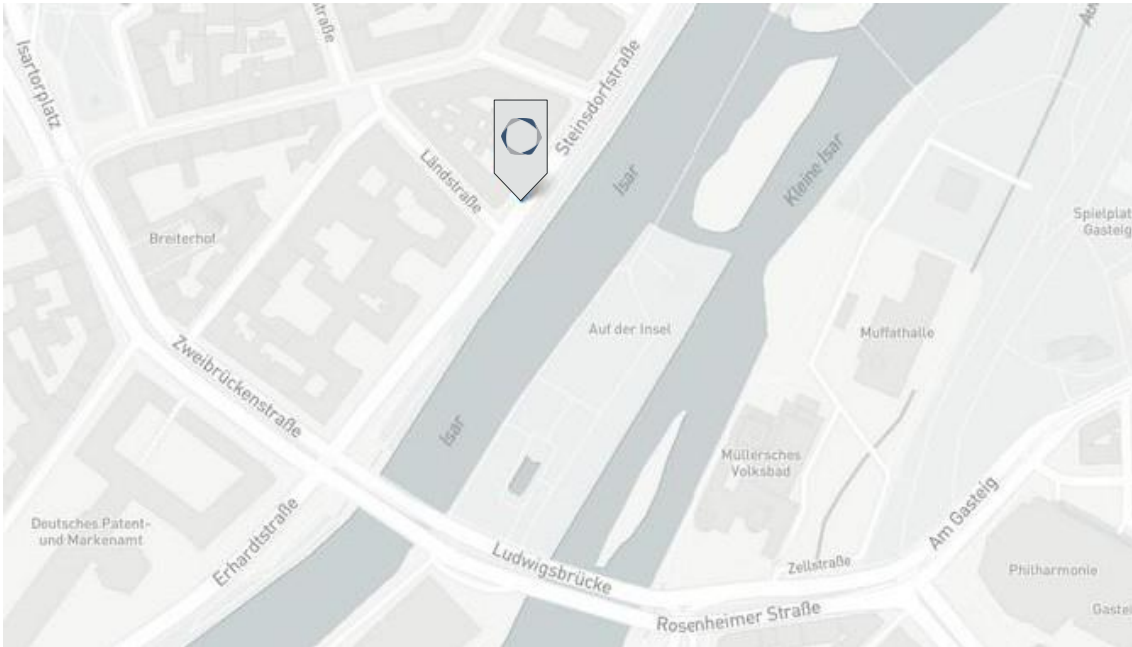 Isartorplatz
raße
Steinsdorfstraße
Ländstraße
Isar
Kleine Isar
Spielplat
Gasteig
Breiterhof
Auf der Insel
Muffathalle
Zweibrückenstraße
Isar
Müllersches
Volksbad
Deutsches Patent-
und Markenamt
Erhardtstraße
Ludwigsbrücke
Am Gasteig
Zellstraße
Philharmonie
Rosenheimer Straße
Gastei